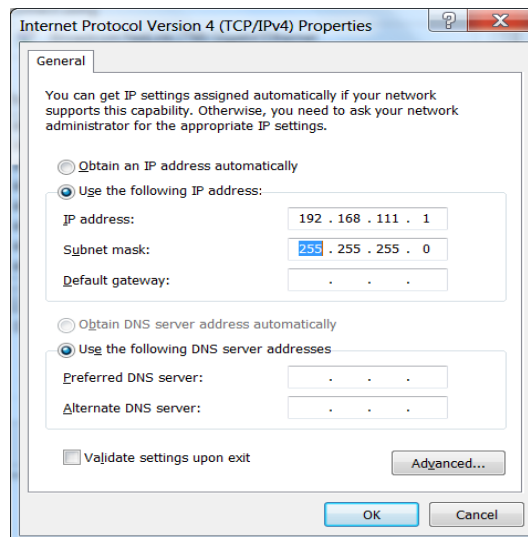 Internet Protocol Version 4 (TCP/IPv4) Properties
General
You can get IP settings assigned automatically if your network
supports this capability. Otherwise, you need to ask your network
administrator for the appropriate IP settings.
Obtain an IP address automatically
Use the following IP address:
IP address: 192 . 168 . 111 . 1
Subnet mask: 255 . 255 . 255 . 0
Default gateway: . . .
Obtain DNS server address automatically
Use the following DNS server addresses
Preferred DNS server: . . .
Alternate DNS server: . . .
Validate settings upon exit
Advanced...
OK Cancel